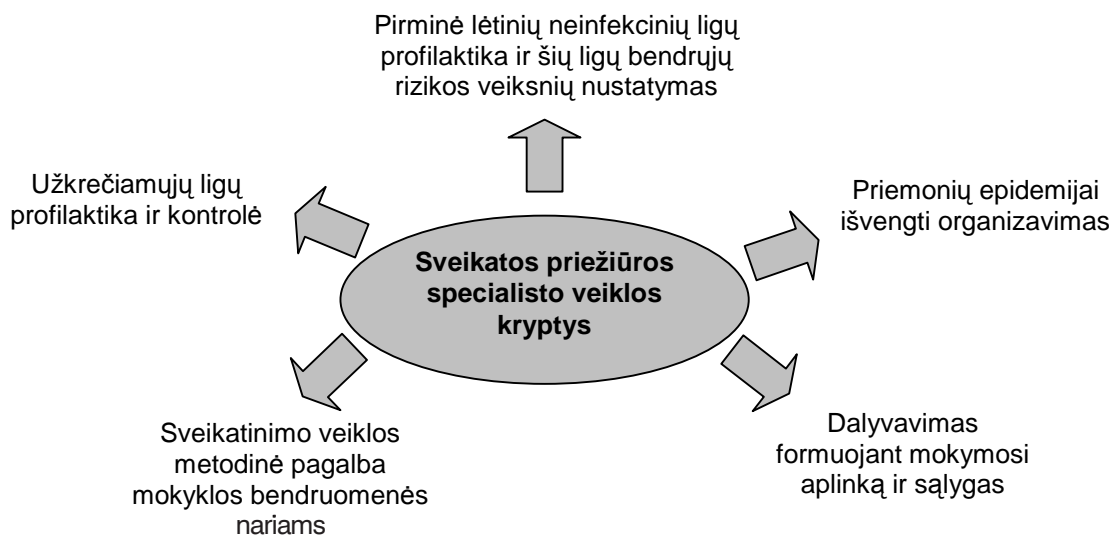 Pirminė lėtinių neinfekcinių ligų
profilaktika ir šių ligų bendrųjų
rizikos veiksnių nustatymas
Užkrečiamųjų ligų
profilaktika ir kontrolė
Priemonių epidemijai
išvengti organizavimas
Sveikatos priežiūros
specialisto veiklos
kryptys
Sveikatinimo veiklos
metodinė pagalba
mokyklos bendruomenės
nariams
Dalyvavimas
formuojant mokymosi
aplinką ir sąlygas